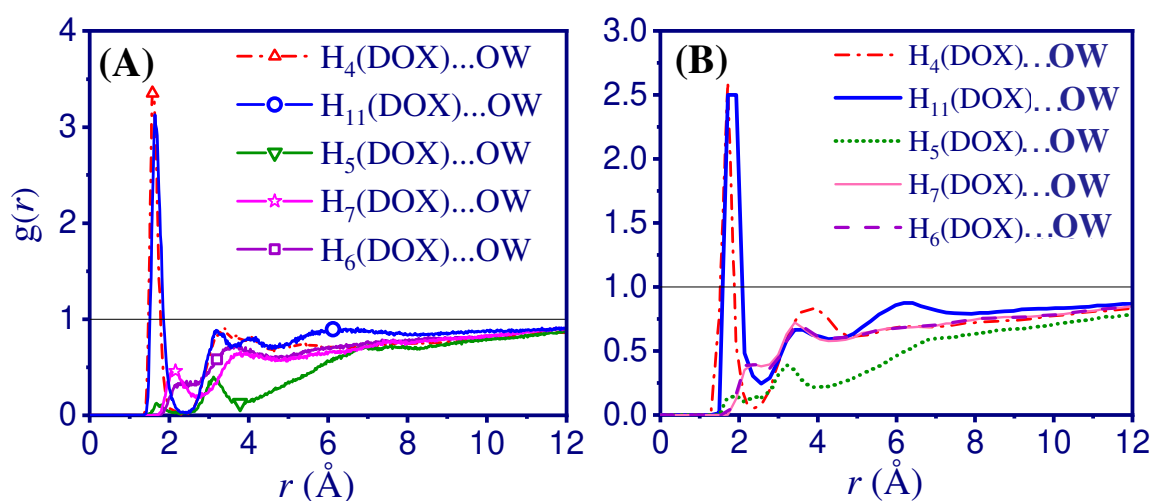 (A)
H₄(DOX)...OW
H₁₁(DOX)...OW
H₅(DOX)...OW
H₇(DOX)...OW
H₆(DOX)...OW
g(r)
4
3
2
1
0
0 2 4 6 8 10 12
r (Å)
(B)
H₄(DOX)...OW
H₁₁(DOX)...OW
H₅(DOX)...OW
H₇(DOX)...OW
H₆(DOX)...OW
3.0
2.5
2.0
1.5
1.0
0.5
0.0
0 2 4 6 8 10 12
r (Å)